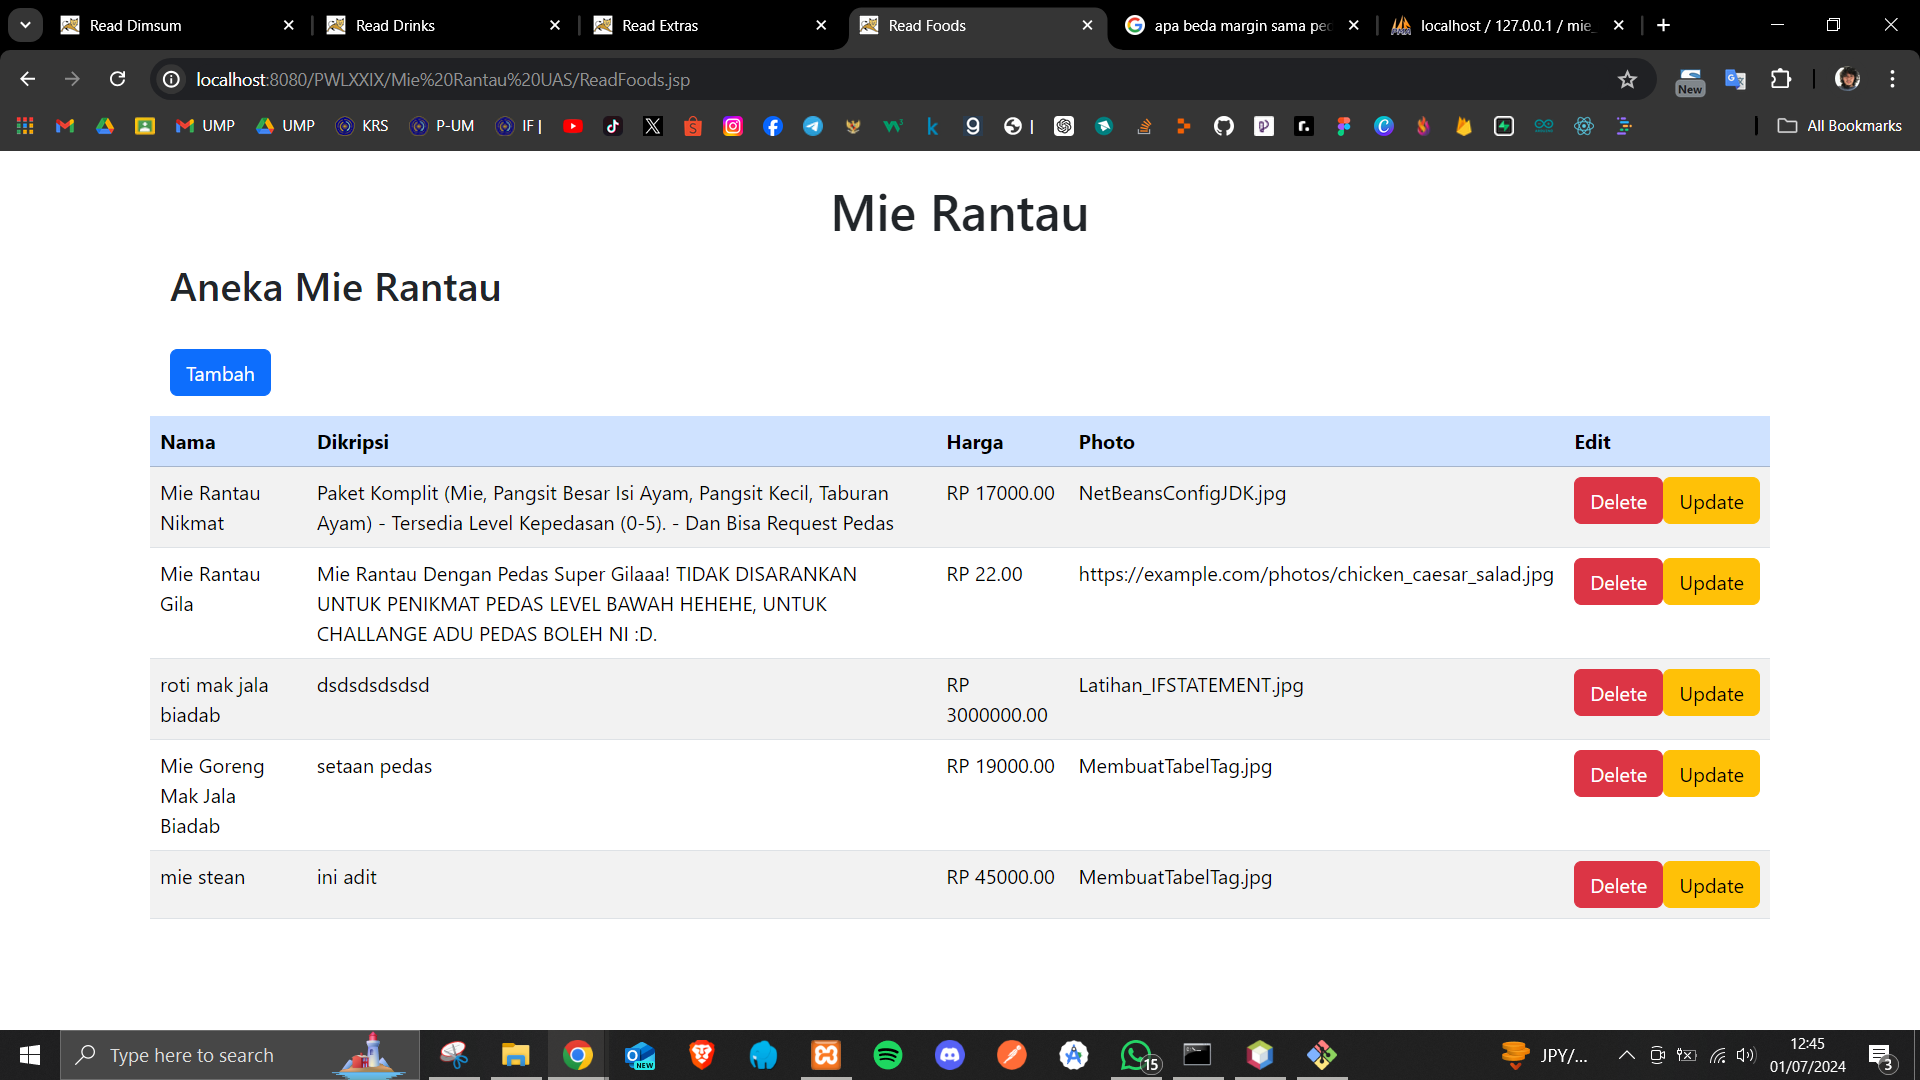 Read Dimsum
Read Drinks
Read Extras
Read Foods
apa beda margin sama pe
localhost / 127.0.0.1 / mie_
localhost:8080/PWLXXIX/Mie%20Rantau%20UAS/ReadFoods.jsp
New
UMP
UMP
KRS
P-UM
IF |
|
All Bookmarks
Mie Rantau
Aneka Mie Rantau
Tambah
Nama Dikripsi Harga Photo Edit
Mie Rantau Paket Komplit (Mie, Pangsit Besar Isi Ayam, Pangsit Kecil, Taburan RP 17000.00 NetBeansConfigJDK.jpg Delete Update
Nikmat Ayam) - Tersedia Level Kepedasan (0-5). - Dan Bisa Request Pedas
Mie Rantau Mie Rantau Dengan Pedas Super Gilaaa! TIDAK DISARANKAN RP 22.00 https://example.com/photos/chicken_caesar_salad.jpg Delete Update
Gila UNTUK PENIKMAT PEDAS LEVEL BAWAH HEHEHE, UNTUK
CHALLANGE ADU PEDAS BOLEH NI :D.
roti mak jala dsdsdsdsdsd RP Latihan_IFSTATEMENT.jpg Delete Update
biadab 3000000.00
Mie Goreng setaan pedas RP 19000.00 MembuatTabelTag.jpg Delete Update
Mak Jala
Biadab
mie stean ini adit RP 45000.00 MembuatTabelTag.jpg Delete Update
Type here to search
NEW
15
JPY/...
12:45
01/07/2024
3